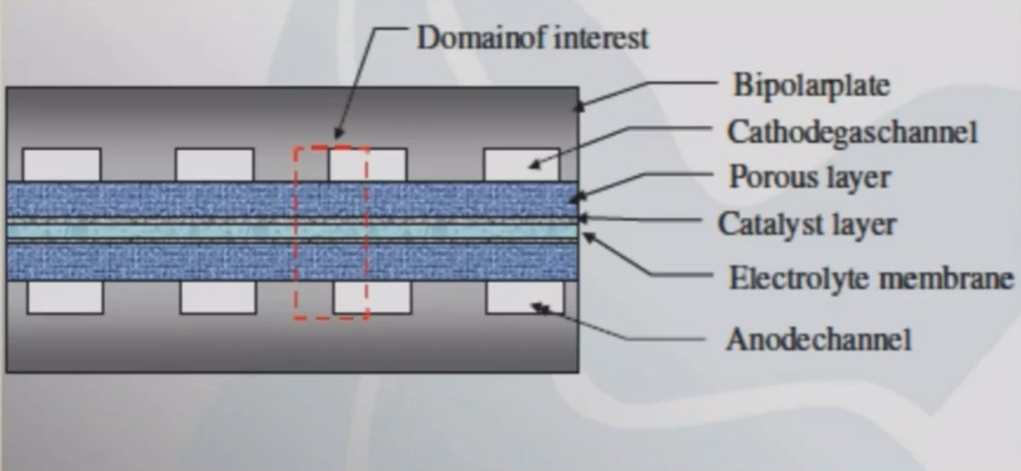 Domainof interest
Bipolarplate
Cathodegaschannel
Porous layer
Catalyst layer
Electrolyte membrane
Anodechannel